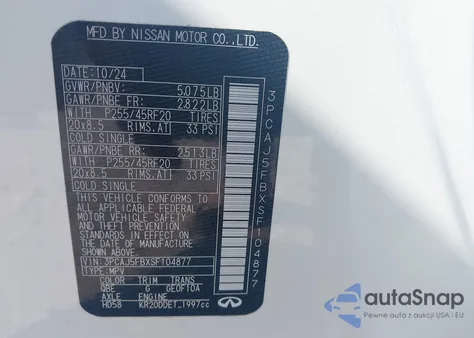 MFD BY NISSAN MOTOR CO.,LTD.
DATE: 10/24
GVWR/PNBV: 5,075LB
GAWR/PNBE FR: 2,822LB
WITH P255/45RF20 TIRES
20x8.5 RIMS,AT 33 PSI
COLD SINGLE
GAWR/PNBE RR: 2,513LB
WITH P255/45RF20 TIRES
20x8.5 RIMS,AT 33 PSI
COLD SINGLE
THIS VEHICLE CONFORMS TO
ALL APPLICABLE FEDERAL
MOTOR VEHICLE SAFETY
AND THEFT PREVENTION
STANDARDS IN EFFECT ON
THE DATE OF MANUFACTURE
SHOWN ABOVE.
VIN: 3PCAJ5FBXSF104877
TYPE: MPV
COLOR TRIM TRANS
QBE G GE0F10A
AXLE ENGINE
HD58 KR20DDET,1997cc
INFINITI
3PCAJ5FBXSF104877
autaSnap
Pewne auta z aukcji w USA i Kanadzie